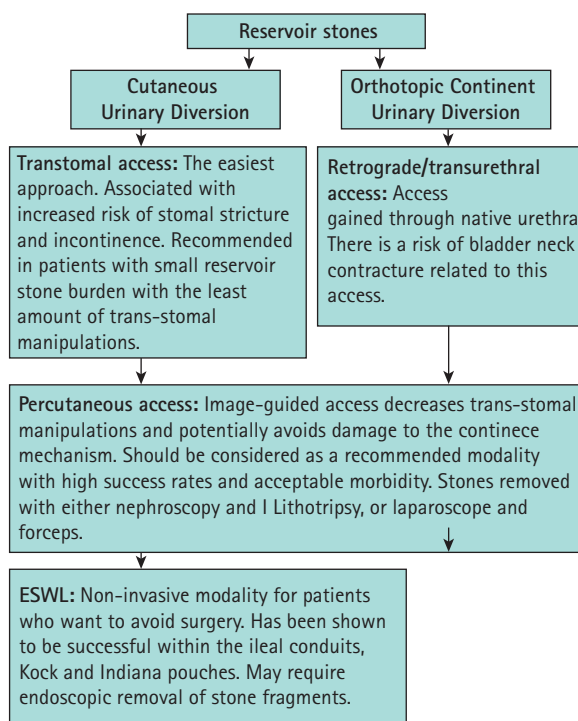 Reservoir stones
Cutaneous
Urinary Diversion
Orthotopic Continent
Urinary Diversion
Transtomal access: The easiest
approach. Associated with
increased risk of stomal stricture
and incontinence. Recommended
in patients with small reservoir
stone burden with the least
amount of trans-stomal
manipulations.
Retrograde/transurethral
access: Access
gained through native urethra
There is a risk of bladder neck
contracture related to this
access.
Percutaneous access: Image-guided access decreases trans-stomal
manipulations and potentially avoids damage to the continece
mechanism. Should be considered as a recommended modality
with high success rates and acceptable morbidity. Stones removed
with either nephroscopy and I Lithotripsy, or laparoscope and
forceps.
ESWL: Non-invasive modality for patients
who want to avoid surgery. Has been shown
to be successful within the ileal conduits,
Kock and Indiana pouches. May require
endoscopic removal of stone fragments.